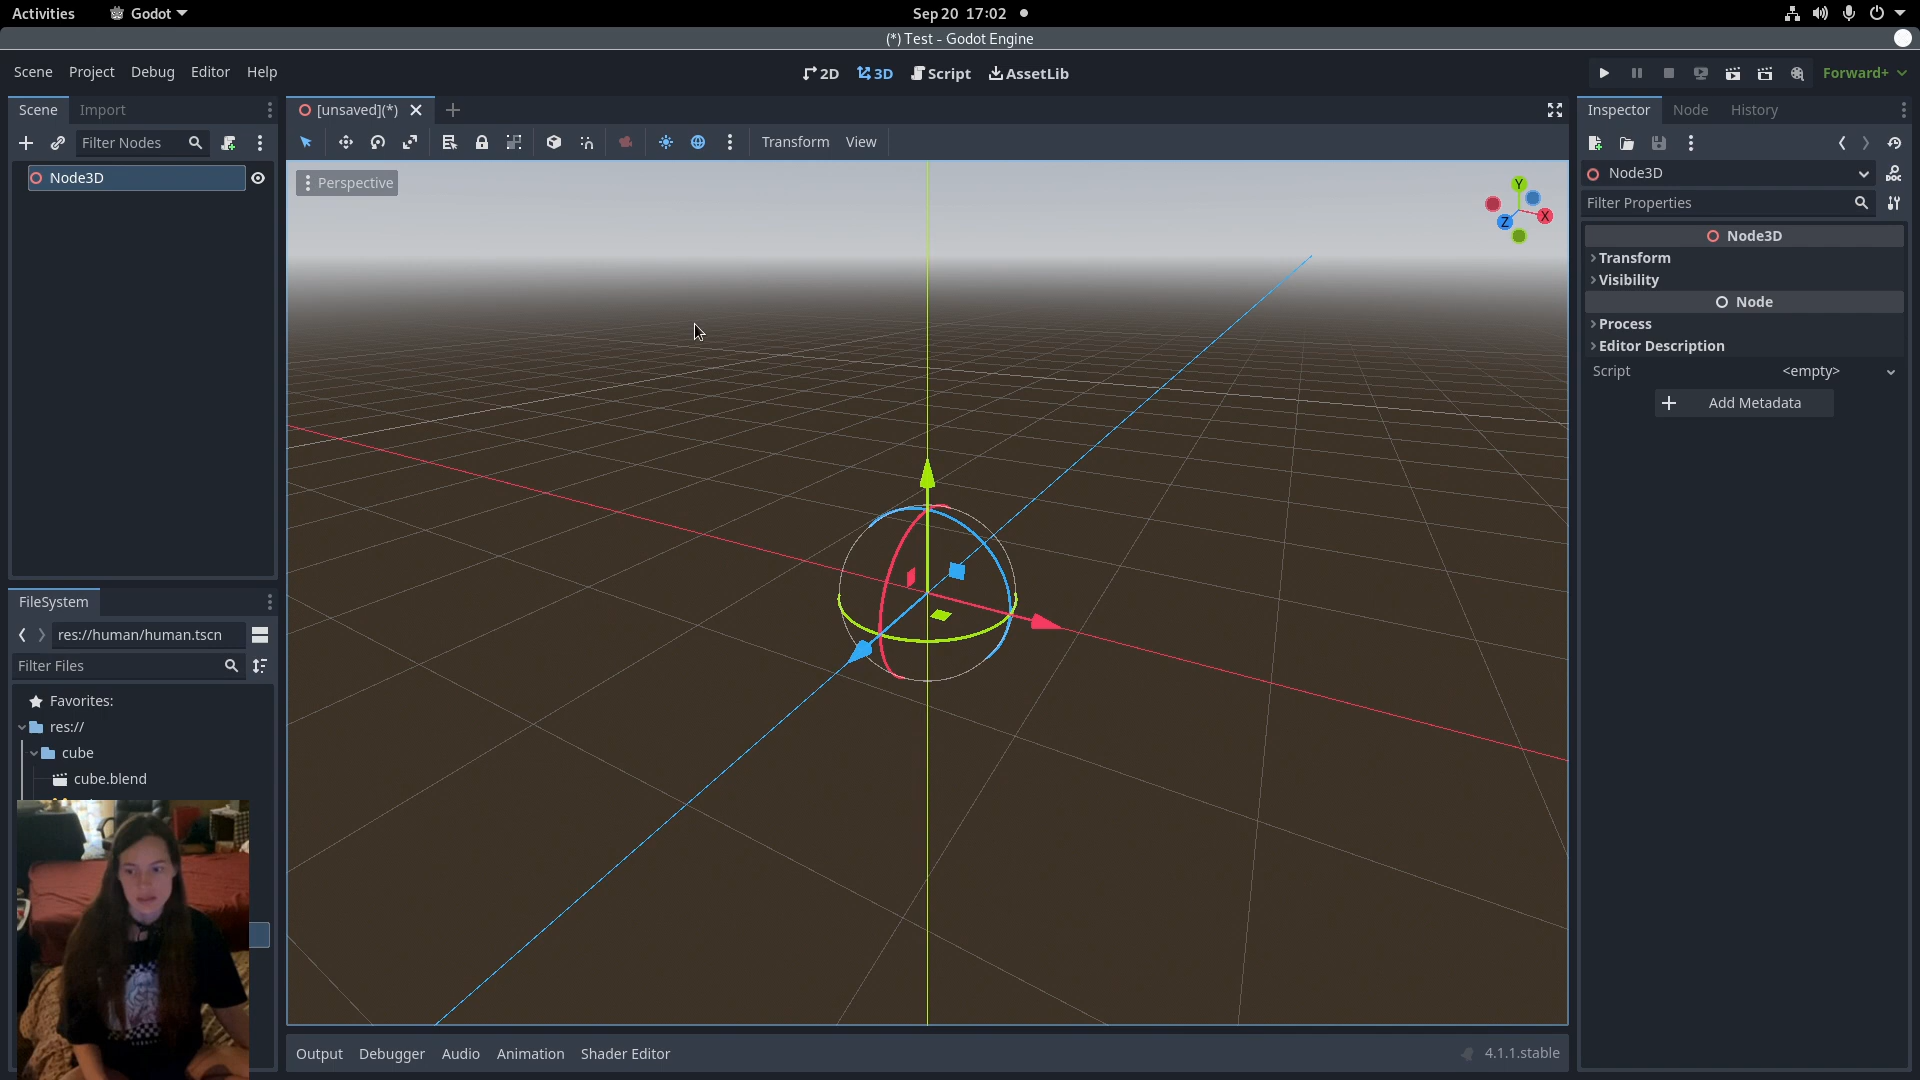 Activities
Godot
Sep 20 17:02
(*) Test - Godot Engine
Scene Project Debug Editor Help
2D 3D Script AssetLib
Forward+
Scene Import
[unsaved](*)
Inspector Node History
Filter Nodes
Transform View
Node3D
Perspective
Y
X
Z
Node3D
Filter Properties
Node3D
Transform
Visibility
Node
Process
Editor Description
Script <empty>
Add Metadata
FileSystem
res://human/human.tscn
Filter Files
Favorites:
res://
cube
cube.blend
Output Debugger Audio Animation Shader Editor
4.1.1.stable